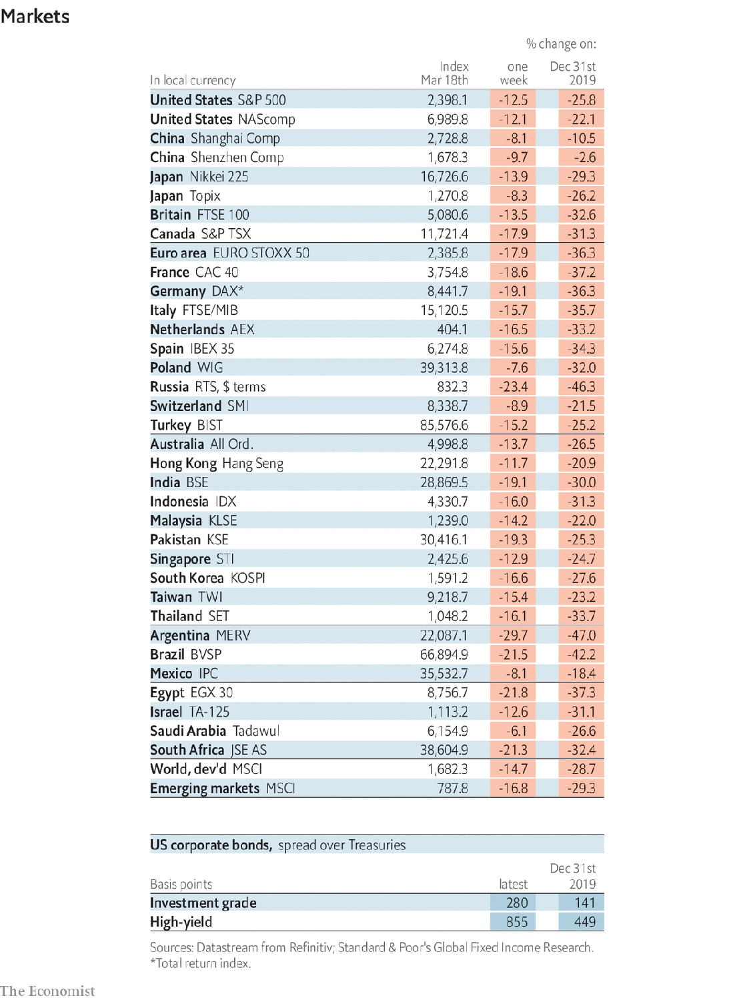 Markets
% change on:
Index one Dec 31st
In local currency Mar 18th week 2019
United States S&P 500 2,398.1 -12.5 -25.8
United States NAScomp 6,989.8 -12.1 -22.1
China Shanghai Comp 2,728.8 -8.1 -10.5
China Shenzhen Comp 1,678.3 -9.7 -2.6
Japan Nikkei 225 16,726.6 -13.9 -29.3
Japan Topix 1,270.8 -8.3 -26.2
Britain FTSE 100 5,080.6 -13.5 -32.6
Canada S&P TSX 11,721.4 -17.9 -31.3
Euro area EURO STOXX 50 2,385.8 -17.9 -36.3
France CAC 40 3,754.8 -18.6 -37.2
Germany DAX* 8,441.7 -19.1 -36.3
Italy FTSE/MIB 15,120.5 -15.7 -35.7
Netherlands AEX 404.1 -16.5 -33.2
Spain IBEX 35 6,274.8 -15.6 -34.3
Poland WIG 39,313.8 -7.6 -32.0
Russia RTS, $ terms 832.3 -23.4 -46.3
Switzerland SMI 8,338.7 -8.9 -21.5
Turkey BIST 85,576.6 -15.2 -25.2
Australia All Ord. 4,998.8 -13.7 -26.5
Hong Kong Hang Seng 22,291.8 -11.7 -20.9
India BSE 28,869.5 -19.1 -30.0
Indonesia IDX 4,330.7 -16.0 -31.3
Malaysia KLSE 1,239.0 -14.2 -22.0
Pakistan KSE 30,416.1 -19.3 -25.3
Singapore STI 2,425.6 -12.9 -24.7
South Korea KOSPI 1,591.2 -16.6 -27.6
Taiwan TWI 9,218.7 -15.4 -23.2
Thailand SET 1,048.2 -16.1 -33.7
Argentina MERV 22,087.1 -29.7 -47.0
Brazil BVSP 66,894.9 -21.5 -42.2
Mexico IPC 35,532.7 -8.1 -18.4
Egypt EGX 30 8,756.7 -21.8 -37.3
Israel TA-125 1,113.2 -12.6 -31.1
Saudi Arabia Tadawul 6,154.9 -6.1 -26.6
South Africa JSE AS 38,604.9 -21.3 -32.4
World, dev'd MSCI 1,682.3 -14.7 -28.7
Emerging markets MSCI 787.8 -16.8 -29.3
US corporate bonds, spread over Treasuries
Dec 31st
Basis points latest 2019
Investment grade 280 141
High-yield 855 449
Sources: Datastream from Refinitiv; Standard & Poor's Global Fixed Income Research.
*Total return index.
The Economist